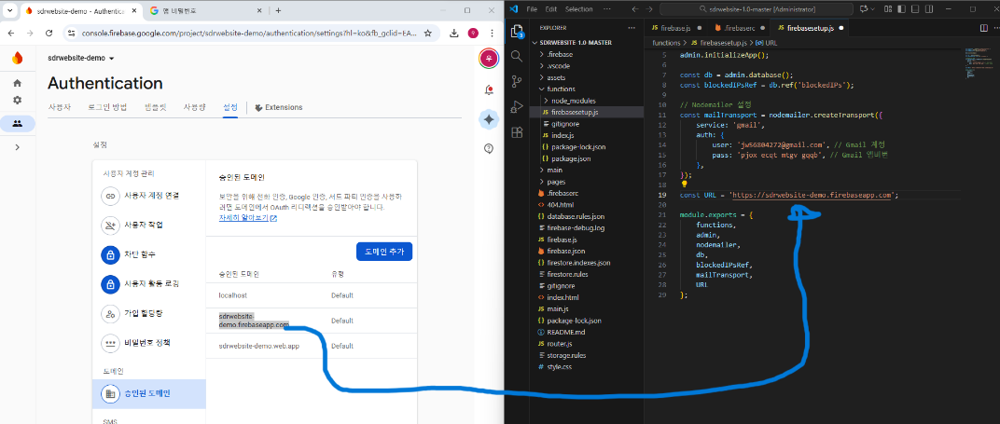 sdrwebsite-demo - Authenticati
앱 비밀번호
console.firebase.google.com/project/sdrwebsite-demo/authentication/settings?hl=ko&fb_gclid=EA...
우
sdrwebsite-demo
우
Authentication
사용자 로그인 방법 템플릿 사용량 설정 Extensions
설정
사용자 계정 관리
사용자 계정 연결
사용자 작업
차단 함수
사용자 활동 로깅
가입 할당량
비밀번호 정책
도메인
승인된 도메인
SMS
승인된 도메인
보안을 위해 전화 인증, Google 인증, 서드 파티 인증을 사용하
려면 도메인에서 OAuth 리디렉션을 승인받아야 합니다.
자세히 알아보기
도메인 추가
승인된 도메인 유형
localhost Default
sdrwebsite-
demo.firebaseapp.com Default
sdrwebsite-demo.web.app Default
File Edit Selection ...
sdrwebsite-1.0-master [Administrator]
EXPLORER ...
SDRWEBSITE 1.0-MASTER
.firebase
.vscode
assets
functions
node_modules
JS firebasesetup.js
gitignore
JS index.js
{} package-lock.json
{} package.json
main
pages
.firebaserc
<> 404.html
{} database.rules.json
firebase-debug.log
JS firebase.js
firebase.json
firestore.indexes.json
firestore.rules
gitignore
<> index.html
JS main.js
{} package-lock.json
README.md
JS router.js
storage.rules
# style.css
JS firebase.js .firebaserc JS firebasesetup.js
functions > JS firebasesetup.js > URL
5 admin.initializeApp();
7 const db = admin.database();
8 const blockedIPsRef = db.ref('blockedIPs');
10 // Nodemailer 설정
11 const mailTransport = nodemailer.createTransport({
12 service: 'gmail',
13 auth: {
14 user: 'jw56804272@gmail.com', // Gmail 계정
15 pass: 'pjox ecqt mtgv gqqb', // Gmail 앱비번
16 },
17 });
18
19 const URL = 'https://sdrwebsite-demo.firebaseapp.com';
20
21 module.exports = {
22 functions,
23 admin,
24 nodemailer,
25 db,
26 blockedIPsRef,
27 mailTransport,
28 URL
29 };